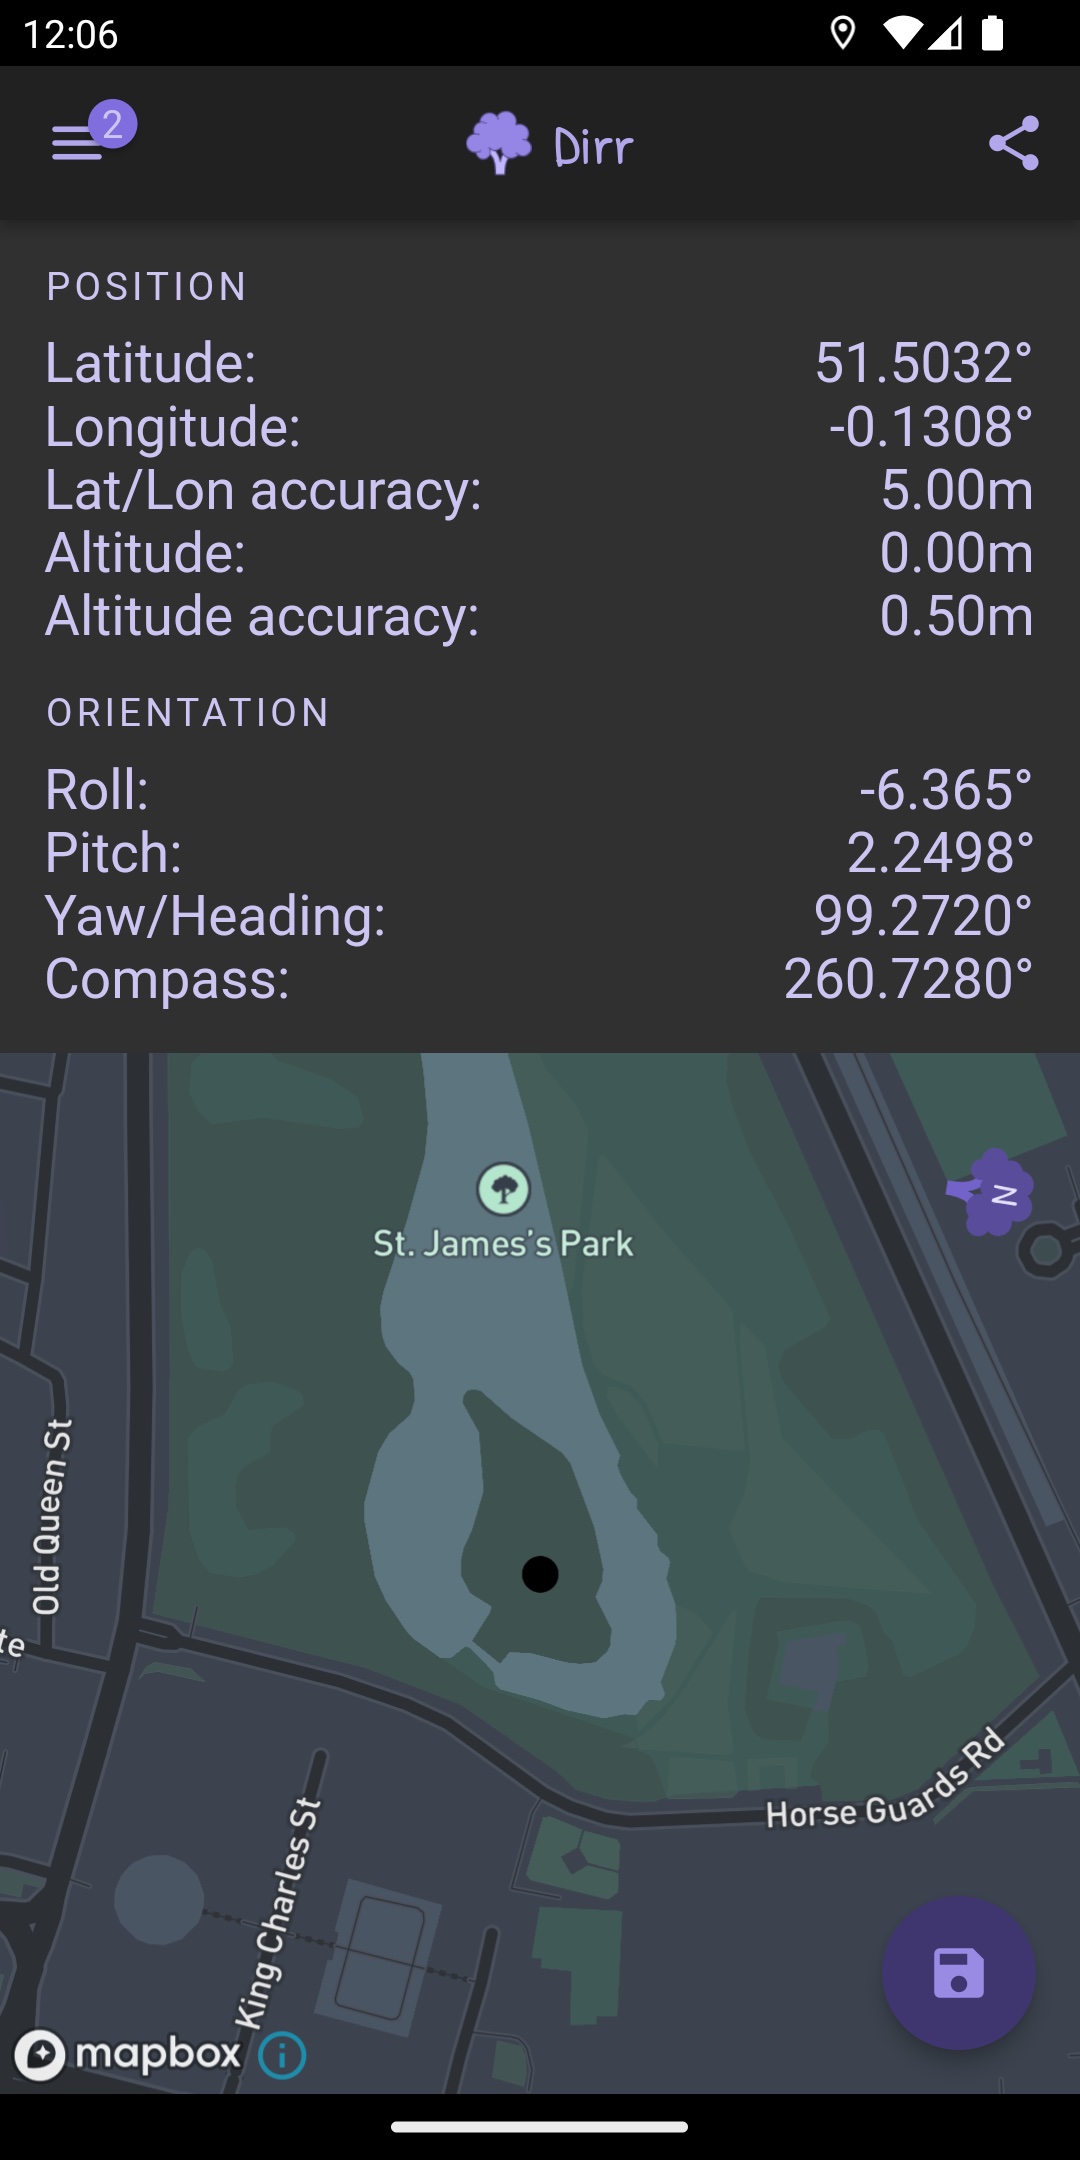 12:06
2
Dirr
POSITION
Latitude: 51.5032°
Longitude: -0.1308°
Lat/Lon accuracy: 5.00m
Altitude: 0.00m
Altitude accuracy: 0.50m
ORIENTATION
Roll: -6.365°
Pitch: 2.2498°
Yaw/Heading: 99.2720°
Compass: 260.7280°
N
St. James's Park
Old Queen St
te
Horse Guards Rd
King Charles St
mapbox
i